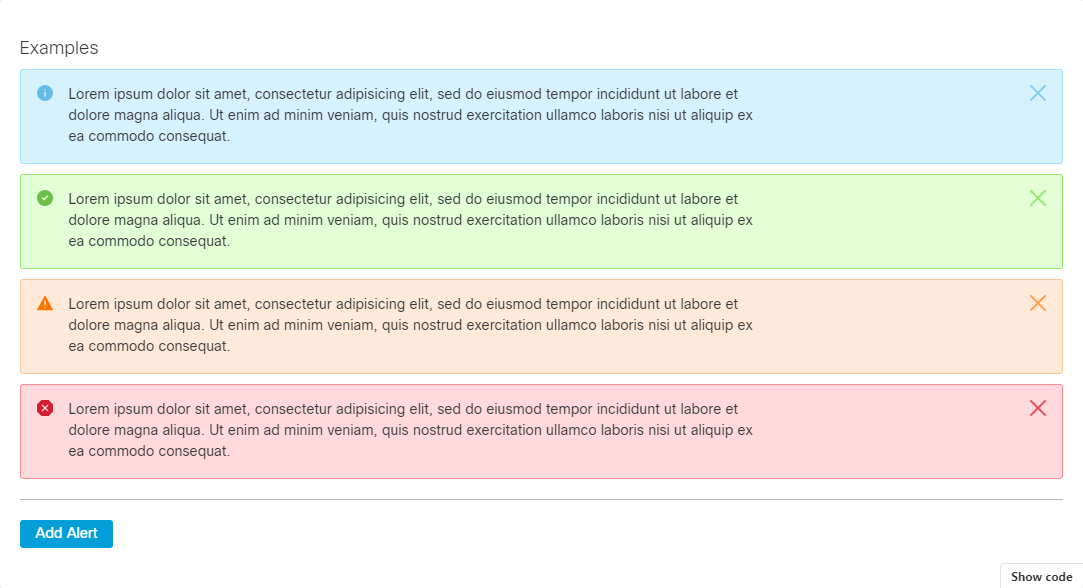 Examples
Lorem ipsum dolor sit amet, consectetur adipisicing elit, sed do eiusmod tempor incididunt ut labore et
dolore magna aliqua. Ut enim ad minim veniam, quis nostrud exercitation ullamco laboris nisi ut aliquip ex
ea commodo consequat.
Lorem ipsum dolor sit amet, consectetur adipisicing elit, sed do eiusmod tempor incididunt ut labore et
dolore magna aliqua. Ut enim ad minim veniam, quis nostrud exercitation ullamco laboris nisi ut aliquip ex
ea commodo consequat.
Lorem ipsum dolor sit amet, consectetur adipisicing elit, sed do eiusmod tempor incididunt ut labore et
dolore magna aliqua. Ut enim ad minim veniam, quis nostrud exercitation ullamco laboris nisi ut aliquip ex
ea commodo consequat.
Lorem ipsum dolor sit amet, consectetur adipisicing elit, sed do eiusmod tempor incididunt ut labore et
dolore magna aliqua. Ut enim ad minim veniam, quis nostrud exercitation ullamco laboris nisi ut aliquip ex
ea commodo consequat.
Add Alert
Show code